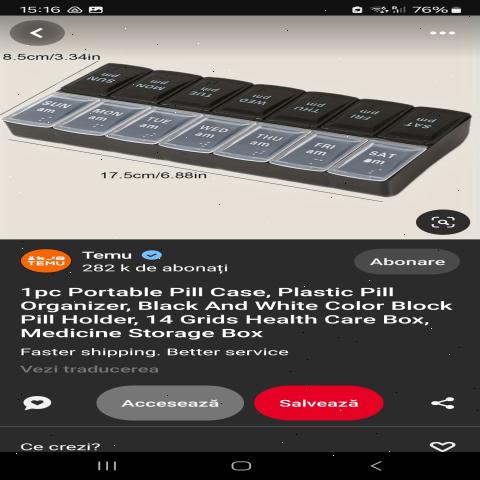 15:16
76%
8.5cm/3.34in
SUN pm
MON pm
TUE pm
WED pm
THU pm
FRI pm
SAT pm
SUN am
MON am
TUE am
WED am
THU am
FRI am
SAT am
17.5cm/6.88in
TEMU
Temu
282 k de abonați
Abonare
1pc Portable Pill Case, Plastic Pill
Organizer, Black And White Color Block
Pill Holder, 14 Grids Health Care Box,
Medicine Storage Box
Faster shipping. Better service
Vezi traducerea
Accesează
Salvează
Ce crezi?